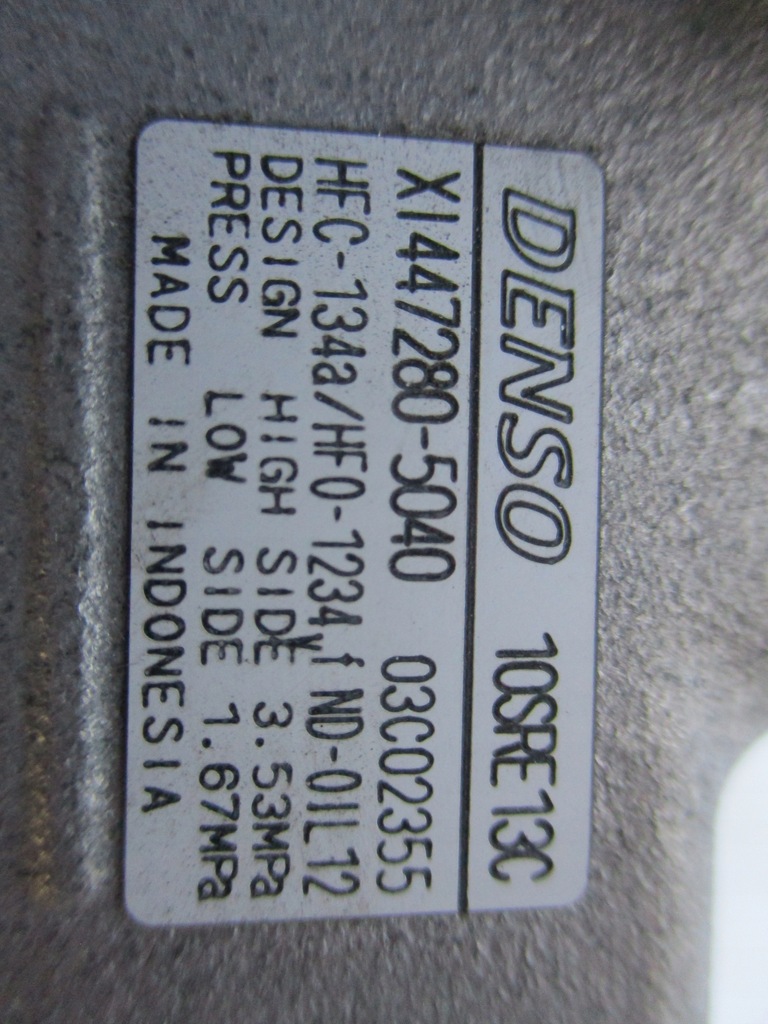 DENSO 10SRE13C
XI447280-5040 03C02355
HFC-134a/HFO-1234yf ND-OIL12
DESIGN HIGH SIDE 3.53MPa
PRESS LOW SIDE 1.67MPa
MADE IN INDONESIA